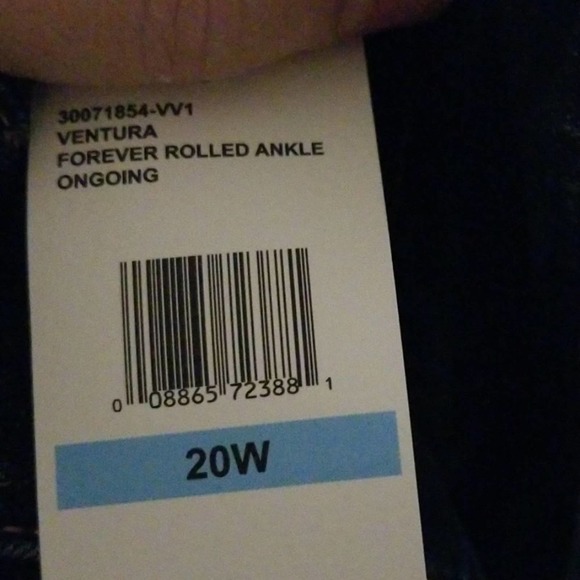 30071854-VV1
VENTURA
FOREVER ROLLED ANKLE
ONGOING
0 08865 72388 1
20W